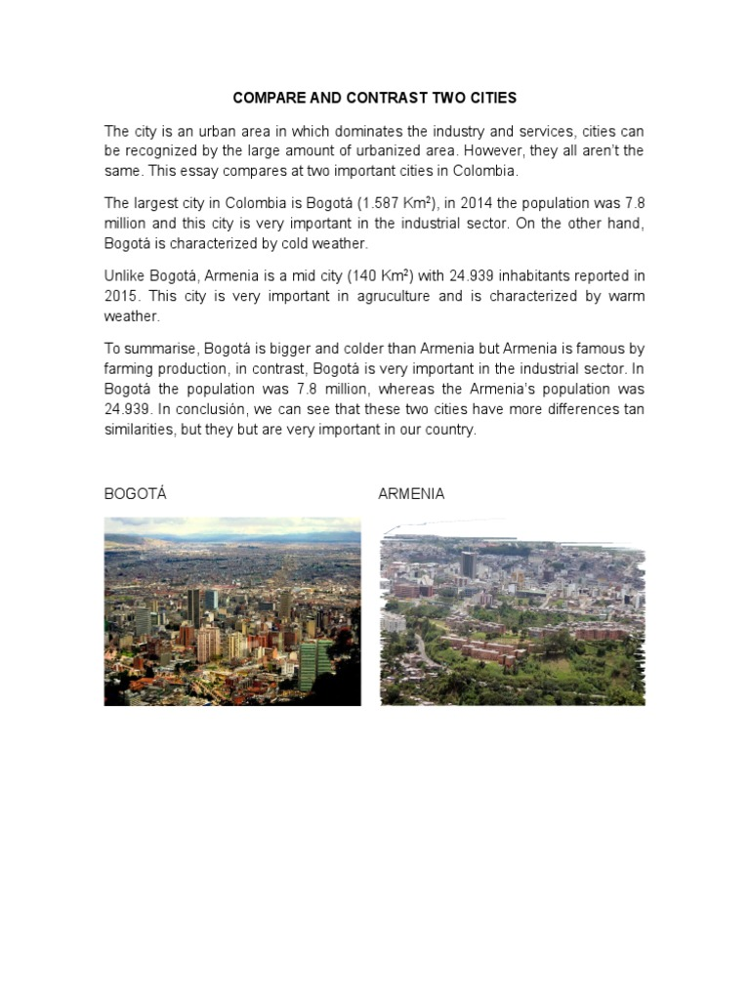 COMPARE AND CONTRAST TWO CITIES
The city is an urban area in which dominates the industry and services, cities can
be recognized by the large amount of urbanized area. However, they all aren’t the
same. This essay compares at two important cities in Colombia.
The largest city in Colombia is Bogotá (1.587 Km²), in 2014 the population was 7.8
million and this city is very important in the industrial sector. On the other hand,
Bogotá is characterized by cold weather.
Unlike Bogotá, Armenia is a mid city (140 Km²) with 24.939 inhabitants reported in
2015. This city is very important in agruculture and is characterized by warm
weather.
To summarise, Bogotá is bigger and colder than Armenia but Armenia is famous by
farming production, in contrast, Bogotá is very important in the industrial sector. In
Bogotá the population was 7.8 million, whereas the Armenia’s population was
24.939. In conclusión, we can see that these two cities have more differences tan
similarities, but they but are very important in our country.
BOGOTÁ ARMENIA